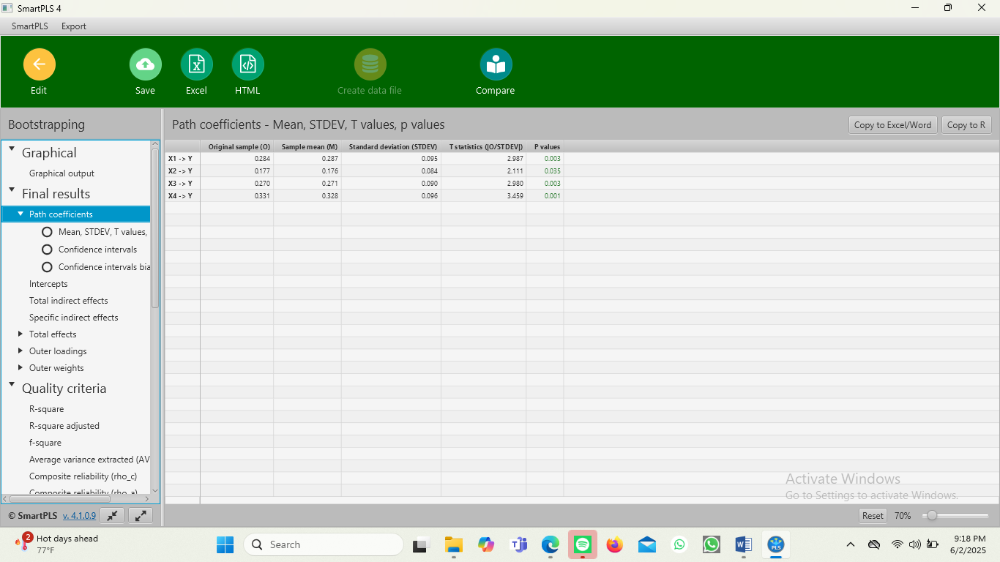 SmartPLS 4
SmartPLS Export
Edit Save Excel HTML Create data file Compare
Bootstrapping
Graphical
Graphical output
Final results
Path coefficients
Mean, STDEV, T values,
Confidence intervals
Confidence intervals bia
Intercepts
Total indirect effects
Specific indirect effects
Total effects
Outer loadings
Outer weights
Quality criteria
R-square
R-square adjusted
f-square
Average variance extracted (AV
Composite reliability (rho_c)
Composite reliability (rho_a)
© SmartPLS v. 4.1.0.9
Path coefficients - Mean, STDEV, T values, p values
Copy to Excel/Word Copy to R
Original sample (O) Sample mean (M) Standard deviation (STDEV) T statistics (|O/STDEV|) P values
X1 -> Y 0.284 0.287 0.095 2.987 0.003
X2 -> Y 0.177 0.176 0.084 2.111 0.035
X3 -> Y 0.270 0.271 0.090 2.980 0.003
X4 -> Y 0.331 0.328 0.096 3.459 0.001
Activate Windows
Go to Settings to activate Windows.
Reset 70%
2
Hot days ahead
77°F
Search
PLS
9:18 PM
6/2/2025